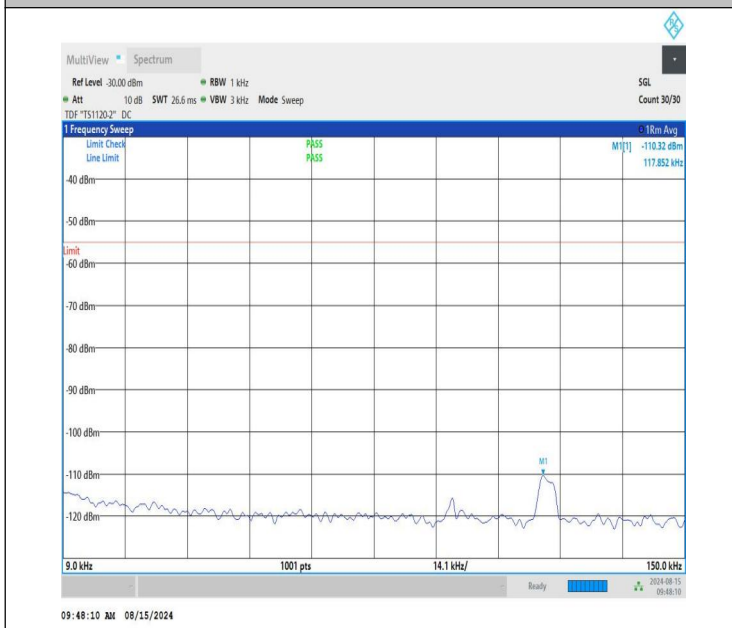 R&S
MultiView Spectrum
Ref Level -30.00 dBm RBW 1 kHz SGL
Att 10 dB SWT 26.6 ms VBW 3 kHz Mode Sweep Count 30/30
TDF "TS1120-2" DC
1 Frequency Sweep 1Rm Avg
Limit Check PASS M1[1] -110.32 dBm
Line Limit PASS 117.852 kHz
-40 dBm
-50 dBm
Limit
-60 dBm
-70 dBm
-80 dBm
-90 dBm
-100 dBm
M1
-110 dBm
-120 dBm
9.0 kHz 1001 pts 14.1 kHz/ 150.0 kHz
Ready 2024-08-15
09:48:10
09:48:10 AM 08/15/2024